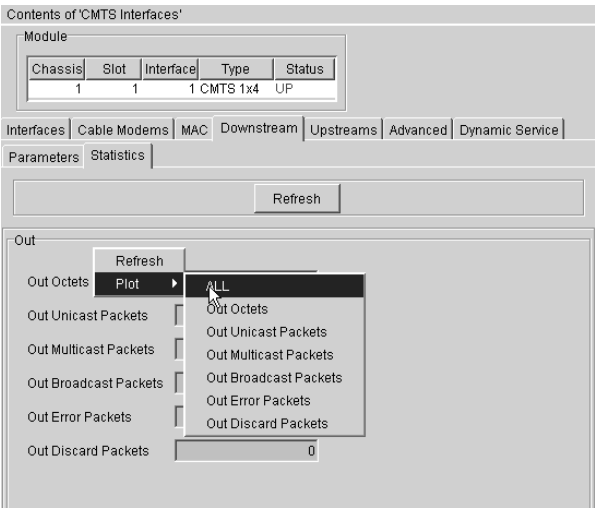 Contents of 'CMTS Interfaces'
Module
Chassis Slot Interface Type Status
1 1 1 CMTS 1x4 UP
Interfaces Cable Modems MAC Downstream Upstreams Advanced Dynamic Service
Parameters Statistics
Refresh
Out
Refresh
Out Octets Plot ALL
Out Octets
Out Unicast Packets Out Unicast Packets
Out Multicast Packets Out Multicast Packets
Out Broadcast Packets Out Broadcast Packets
Out Error Packets Out Error Packets
Out Discard Packets
Out Discard Packets 0